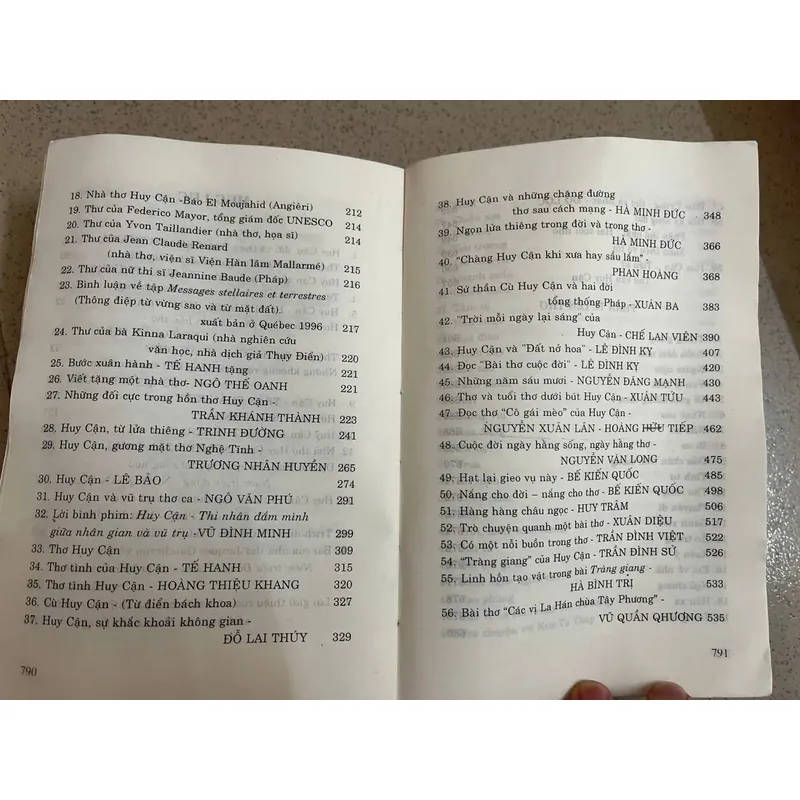 18. Nhà thơ Huy Cận -Báo El Moujahid (Angiêri) 212
19. Thư của Federico Mayor, tổng giám đốc UNESCO 214
20. Thư của Yvon Taillandier (nhà thơ, họa sĩ) 214
21. Thư của Jean Claude Renard
(nhà thơ, viện sĩ Viện Hàn lâm Mallarmé) 215
22. Thư của nữ thi sĩ Jeannine Baude (Pháp) 216
23. Bình luận về tập Messages stellaires et terrestres
(Thông điệp từ vừng sao và từ mặt đất).
xuất bản ở Québec 1996 217
24. Thư của bà Kinna Laraqui (nhà nghiên cứu
văn học, nhà dịch giả Thụy Điển) 220
25. Bước xuân hành - TẾ HANH tặng 221
26. Viết tặng một nhà thơ- NGÔ THẾ OANH 221
27. Những đối cực trong hồn thơ Huy Cận -
TRẦN KHÁNH THÀNH 223
28. Huy Cận, từ lửa thiêng - TRINH ĐƯỜNG 241
29. Huy Cận, gương mặt thơ Nghệ Tĩnh -
TRƯƠNG NHÂN HUYỀN 265
30. Huy Cận - LÊ BẢO 274
31. Huy Cận và vũ trụ thơ ca - NGÔ VĂN PHÚ 291
32. Lời bình phim: Huy Cận - Thi nhân đắm mình
giữa nhân gian và vũ trụ -VŨ ĐÌNH MINH 299
33. Thơ Huy Cận 309
34. Thơ tình của Huy Cận - TẾ HANH 315
35. Thơ tình Huy Cận - HOÀNG THIỆU KHANG 320
36. Cù Huy Cận - (Từ điển bách khoa) 327
37. Huy Cận, sự khắc khoải không gian -
ĐỖ LAI THÚY 329
790
38. Huy Cận và những chặng đường
thơ sau cách mạng - HÀ MINH ĐỨC 348
39. Ngọn lửa thiêng trong đời và trong thơ -
HÀ MINH ĐỨC 366
40. "Chàng Huy Cận khi xưa hay sầu lắm" -
PHAN HOÀNG 368
41. Sứ thần Cù Huy Cận và hai đời
tổng thống Pháp - XUÂN BA 383
42. "Trời mỗi ngày lại sáng" của
Huy Cận - CHẾ LAN VIÊN 390
43. Huy Cận và "Đất nở hoa" - LÊ ĐÌNH KỴ 407
44. Đọc "Bài thơ cuộc đời" - LÊ ĐÌNH KỴ 420
45. Những năm sáu mươi - NGUYỄN ĐĂNG MẠNH 430
46. Thơ và tuổi thơ dưới bút Huy Cận - XUÂN TỬU 443
47. Đọc thơ "Cô gái mèo" của Huy Cận -
NGUYỄN XUÂN LÂN - HOÀNG HỮU TIẾP 462
48. Cuộc đời ngày hằng sống, ngày hằng thơ -
NGUYỄN VĂN LONG 475
49. Hạt lại gieo vụ này - BẾ KIẾN QUỐC 485
50. Nắng cho đời – nắng cho thơ - BẾ KIẾN QUỐC 498
51. Hàng hàng châu ngọc - HUY TRÂM 506
52. Trò chuyện quanh một bài thơ - XUÂN DIỆU 517
53. Có một nỗi buồn trong thơ - TRẦN ĐÌNH VIỆT 522
54. "Tràng giang" của Huy Cận - TRẦN ĐÌNH SỬ 526
55. Linh hồn tạo vật trong bài Tràng giang -
HÀ BÌNH TRỊ 533
56. Bài thơ "Các vị La Hán chùa Tây Phương" -
VŨ QUẦN QHƯƠNG 535
791